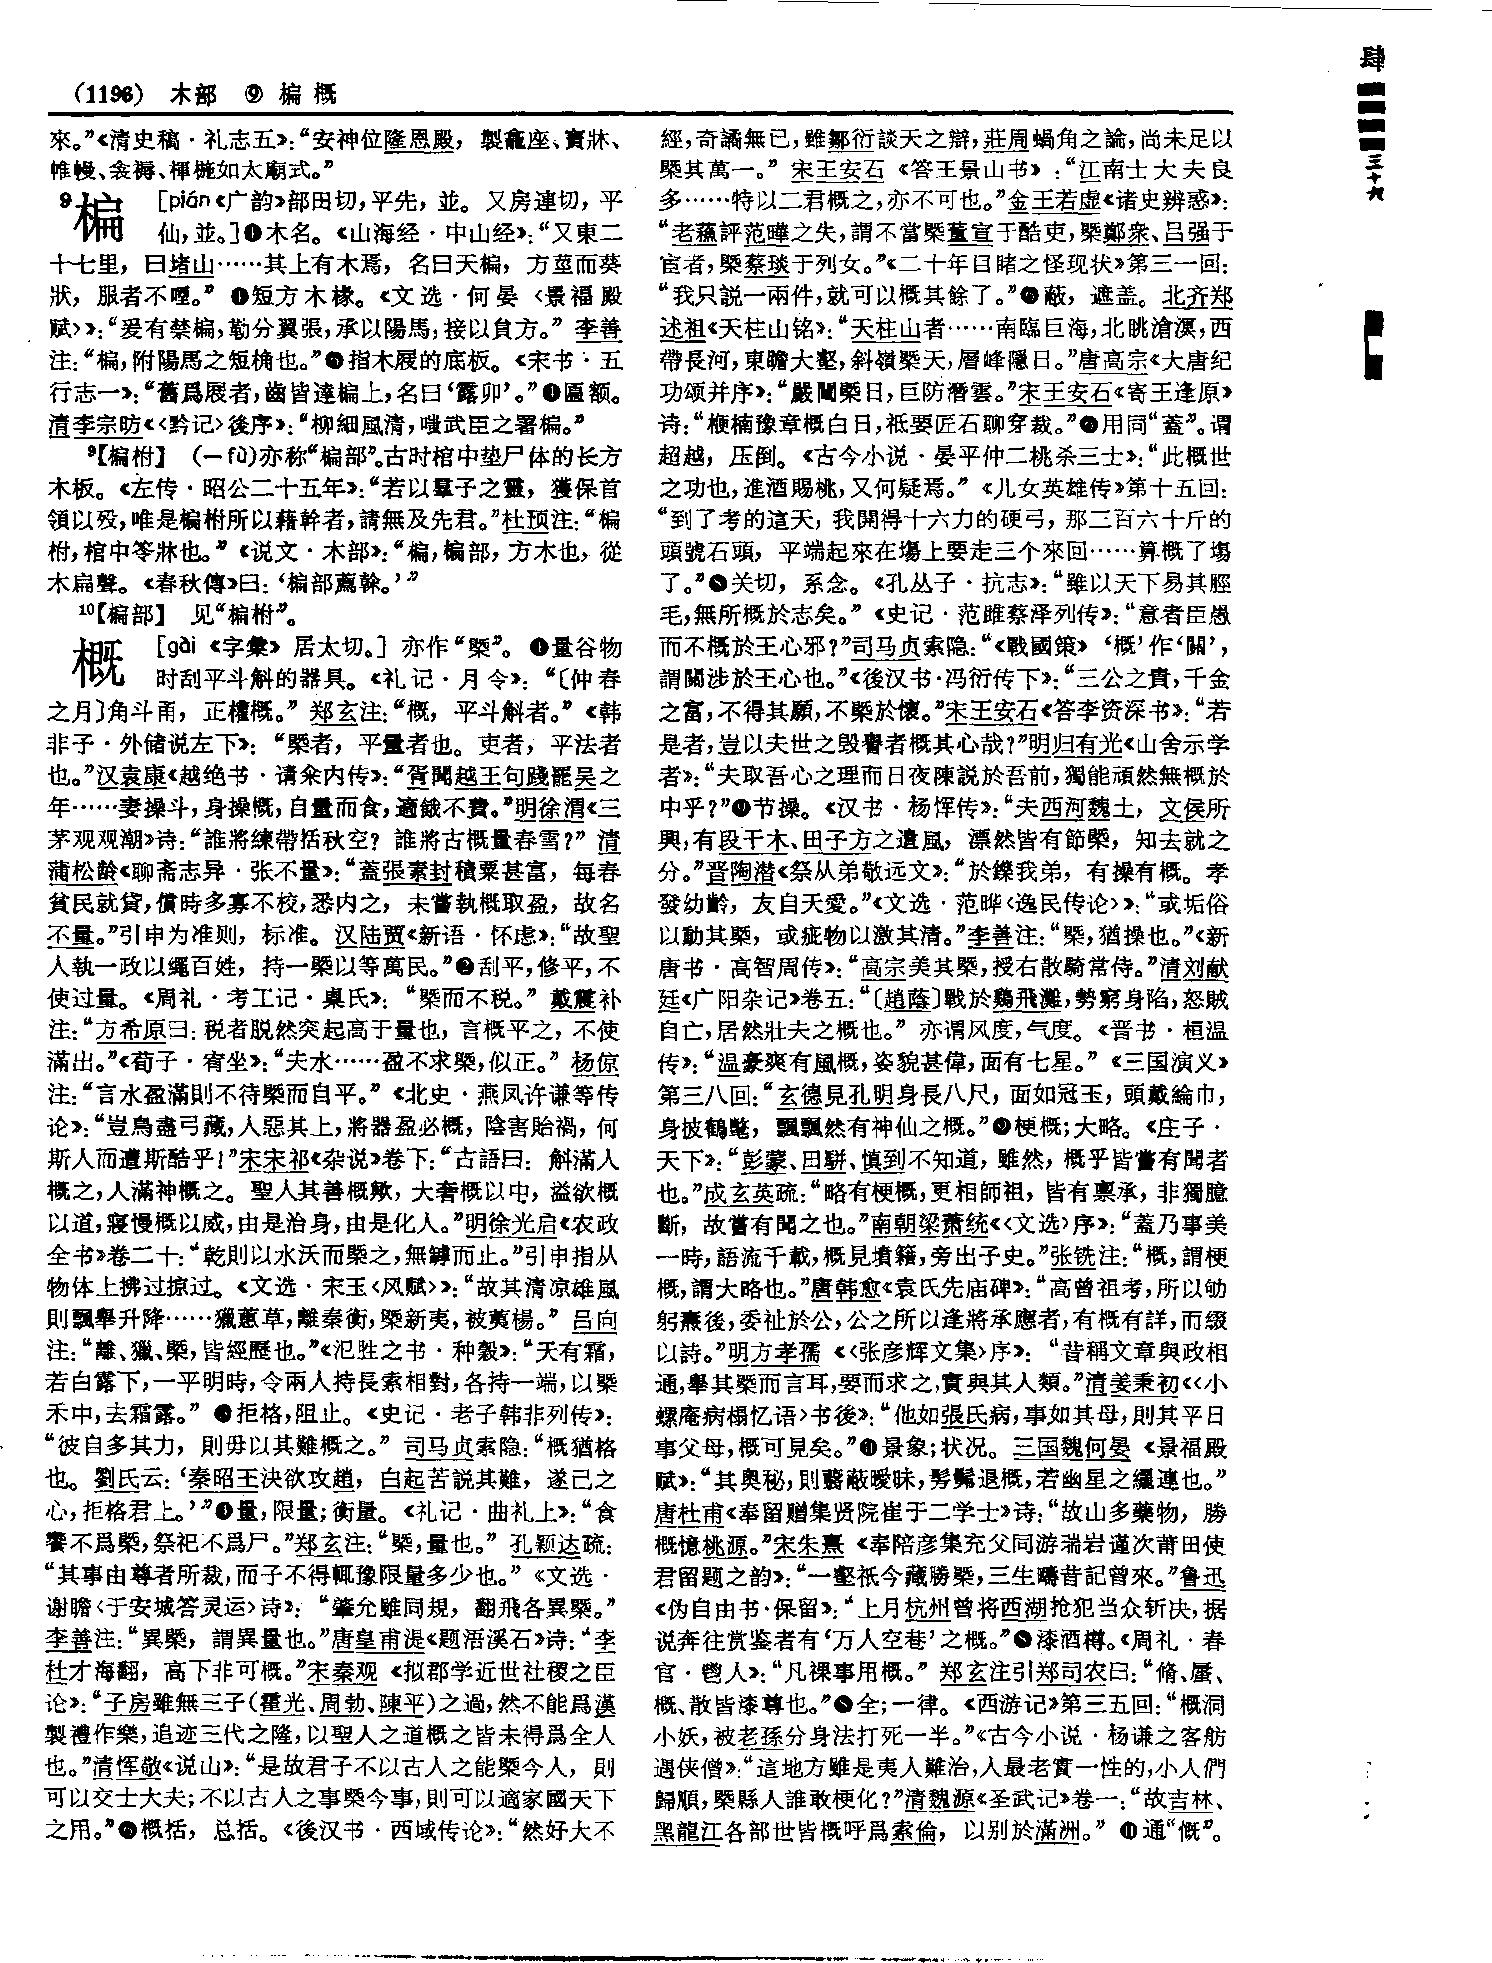 (1196) 木部 ⑨ 楄 概
來。”《清史稿·礼志五》:“安神位隆恩殿，製龕座、寶牀、
帷幔、衾褥、楎椸如太廟式。”
9楄 [pián《广韵》部田切,平先，並。又房連切，平
仙,並。]❶木名。《山海经·中山经》:“又東二
十七里，曰堵山……其上有木焉，名曰天楄，方莖而葵
狀，服者不㖶。” ❷短方木椽。《文选·何晏〈景福殿
赋〉》:“爰有禁楄,勒分翼張,承以陽馬,接以員方。”李善
注:“楄,附陽馬之短桷也。”❸指木屐的底板。《宋书·五
行志一》:“舊爲屐者,齒皆達楄上,名曰‘露卯’。”❹匾额。
清李宗昉《〈黔记〉後序》:“柳細風清,嗤武臣之署楄。”
9【楄柎】 (－fù)亦称“楄部”。古时棺中垫尸体的长方
木板。《左传·昭公二十五年》:“若以羣子之靈，獲保首
領以殁,唯是楄柎所以藉幹者,請無及先君。”杜预注:“楄
柎,棺中笭牀也。”《说文·木部》:“楄,楄部，方木也，從
木扁聲。《春秋傳》曰:‘楄部薦榦。’”
10【楄部】 见“楄柎”。
概 [gài《字彙》居太切。]亦作“槩”。❶量谷物
时刮平斗斛的器具。《礼记·月令》:“〔仲春
之月〕角斗甬，正權概。”郑玄注:“概，平斗斛者。”《韩
非子·外储说左下》:“槩者，平量者也。吏者，平法者
也。”汉袁康《越绝书·请籴内传》:“胥聞越王句踐罷吴之
年……妻操斗,身操概,自量而食,適飢不費。”明徐渭《三
茅观观潮》诗:“誰將練帶括秋空？誰將古概量春雪？”清
蒲松龄《聊斋志异·张不量》:“蓋張素封積粟甚富，每春
貧民就貸,償時多寡不校,悉内之，未嘗執概取盈，故名
不量。”引申为准则，标准。汉陆贾《新语·怀虑》:“故聖
人執一政以繩百姓，持一槩以等萬民。”❷刮平,修平,不
使过量。《周礼·考工记·㮚氏》:“槩而不税。”戴震补
注:“方希原曰:税者脱然突起高于量也，言概平之，不使
滿出。”《荀子·宥坐》:“夫水……盈不求槩,似正。”杨倞
注:“言水盈滿則不待槩而自平。”《北史·燕凤许谦等传
论》:“豈鳥盡弓藏,人惡其上,將器盈必概，陰害貽禍，何
斯人而遭斯酷乎！”宋宋祁《杂说》卷下:“古語曰：斛滿人
概之,人滿神概之。聖人其善概歟，大奢概以中，溢欲概
以道,寢慢概以威,由是治身,由是化人。”明徐光启《农政
全书》卷二十:“乾則以水沃而槩之,無罅而止。”引申指从
物体上拂过掠过。《文选·宋玉〈风赋〉》:“故其清凉雄風
則飄舉升降……獵蕙草,離秦衡,槩新夷,被荑楊。”吕向
注:“離、獵、槩,皆經歷也。”《氾胜之书·种穀》:“天有霜,
若白露下,一平明時,令兩人持長索相對,各持一端,以槩
禾中,去霜露。”❸拒格,阻止。《史记·老子韩非列传》:
“彼自多其力，則毋以其難概之。”司马贞索隐:“概猶格
也。劉氏云：‘秦昭王決欲攻趙，白起苦説其難，遂己之
心,拒格君上。’”❹量,限量;衡量。《礼记·曲礼上》:“食
饗不爲槩,祭祀不爲尸。”郑玄注:“槩,量也。”孔颖达疏:
“其事由尊者所裁,而子不得輒豫限量多少也。”《文选·
谢瞻〈于安城答灵运〉诗》:“肇允雖同規，翻飛各異槩。”
李善注:“異槩，謂異量也。”唐皇甫湜《题浯溪石》诗:“李
杜才海翻，高下非可概。”宋秦观《拟郡学近世社稷之臣
论》:“子房雖無三子(霍光、周勃、陳平)之過,然不能爲漢
製禮作樂,追迹三代之隆,以聖人之道概之皆未得爲全人
也。”清恽敬《说山》:“是故君子不以古人之能槩今人，則
可以交士大夫;不以古人之事槩今事,則可以適家國天下
之用。”❺概括，总括。《後汉书·西域传论》:“然好大不
經,奇譎無已,雖鄒衍談天之辯,莊周蝸角之論,尚未足以
槩其萬一。”宋王安石《答王景山书》:“江南士大夫良
多……特以二君概之,亦不可也。”金王若虚《诸史辨惑》:
“老蘇評范曄之失,謂不當槩董宣于酷吏,槩鄭衆、吕强于
宦者,槩蔡琰于列女。”《二十年目睹之怪现状》第三一回:
“我只説一兩件,就可以概其餘了。”❻蔽，遮盖。北齐郑
述祖《天柱山铭》:“天柱山者……南臨巨海,北眺滄溟,西
帶長河,東瞻大壑,斜嶺槩天,層峰隱日。”唐高宗《大唐纪
功颂并序》:“嚴闉槩日,巨防潛雲。”宋王安石《寄王逢原》
诗:“楩楠豫章概白日,祗要匠石聊穿裁。”❼用同“蓋”。谓
超越，压倒。《古今小说·晏平仲二桃杀三士》:“此概世
之功也,進酒賜桃,又何疑焉。”《儿女英雄传》第十五回:
“到了考的這天，我開得十六力的硬弓，那三百六十斤的
頭號石頭，平端起來在塲上要走三个來回……算概了塲
了。”❽关切，系念。《孔丛子·抗志》:“雖以天下易其脛
毛,無所概於志矣。”《史记·范雎蔡泽列传》:“意者臣愚
而不概於王心邪？”司马贞索隐:“《戰國策》‘概’作‘關’，
謂關涉於王心也。”《後汉书·冯衍传下》:“三公之貴,千金
之富,不得其願,不槩於懷。”宋王安石《答李资深书》:“若
是者,豈以夫世之毁譽者概其心哉？”明归有光《山舍示学
者》:“夫取吾心之理而日夜陳説於吾前,獨能頑然無概於
中乎？”❾节操。《汉书·杨恽传》:“夫西河魏土，文侯所
興,有段干木、田子方之遺風，漂然皆有節槩，知去就之
分。”晋陶潜《祭从弟敬远文》:“於鑠我弟，有操有概。孝
發幼齡，友自天愛。”《文选·范晔〈逸民传论〉》:“或垢俗
以動其槩，或疵物以激其清。”李善注:“槩,猶操也。”《新
唐书·高智周传》:“高宗美其槩,授右散騎常侍。”清刘献
廷《广阳杂记》卷五:“〔趙蔭〕戰於鷄飛灘,勢窮身陷,怒賊
自亡,居然壯夫之概也。”亦谓风度,气度。《晋书·桓温
传》:“温豪爽有風概,姿貌甚偉,面有七星。”《三国演义》
第三八回:“玄德見孔明身長八尺，面如冠玉，頭戴綸巾，
身披鶴氅，飄飄然有神仙之概。”❿梗概;大略。《庄子·
天下》:“彭蒙、田駢、慎到不知道，雖然，概乎皆嘗有聞者
也。”成玄英疏:“略有梗概,更相師祖，皆有稟承，非獨臆
斷，故嘗有聞之也。”南朝梁萧统《〈文选〉序》:“蓋乃事美
一時,語流千載,概見墳籍,旁出子史。”张铣注:“概,謂梗
概,謂大略也。”唐韩愈《袁氏先庙碑》:“高曾祖考,所以劬
躬燾後,委祉於公,公之所以逢將承應者,有概有詳,而綴
以詩。”明方孝孺《〈张彦辉文集〉序》:“昔稱文章與政相
通,舉其槩而言耳,要而求之,實與其人類。”清姜秉初《〈小
螺庵病榻忆语〉书後》:“他如張氏病,事如其母,則其平日
事父母,概可見矣。”⓫景象;状况。三国魏何晏《景福殿
赋》:“其奥秘,則翳蔽曖昧,髣髴退概,若幽星之纚連也。”
唐杜甫《奉留赠集贤院崔于二学士》诗:“故山多藥物，勝
概憶桃源。”宋朱熹《奉陪彦集充父同游瑞岩谨次莆田使
君留题之韵》:“一壑祇今藏勝槩,三生疇昔記曾來。”鲁迅
《伪自由书·保留》:“上月杭州曾将西湖抢犯当众斩决,据
说奔往赏鉴者有‘万人空巷’之概。”⓬漆酒樽。《周礼·春
官·鬯人》:“凡祼事用概。”郑玄注引郑司农曰:“脩、蜃、
概、散皆漆尊也。”⓭全;一律。《西游记》第三五回:“概洞
小妖,被老孫分身法打死一半。”《古今小说·杨谦之客舫
遇侠僧》:“這地方雖是夷人難治,人最老實一性的,小人們
歸順,槩縣人誰敢梗化？”清魏源《圣武记》卷一:“故吉林、
黑龍江各部世皆概呼爲索倫，以别於滿洲。”⓮通“慨”。
肆
三十九